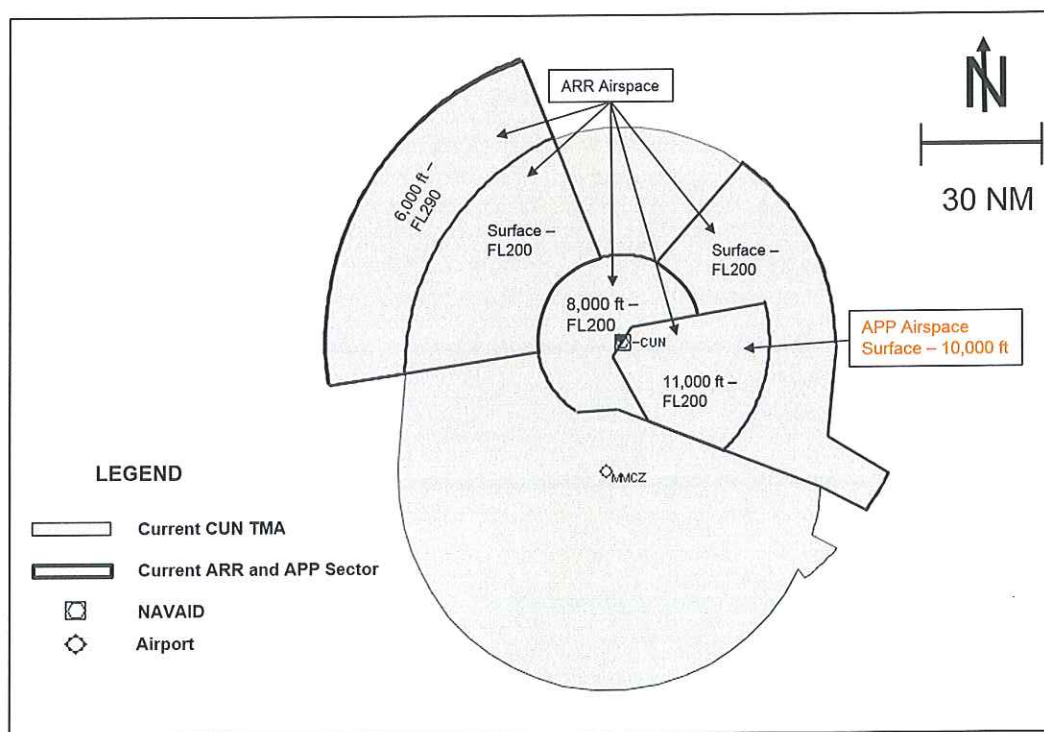 ARR Airspace
N
30 NM
6,000 ft –
FL290
Surface –
FL200
Surface –
FL200
8,000 ft –
FL200
CUN
APP Airspace
Surface – 10,000 ft
11,000 ft –
FL200
MMCZ
LEGEND
Current CUN TMA
Current ARR and APP Sector
NAVAID
Airport